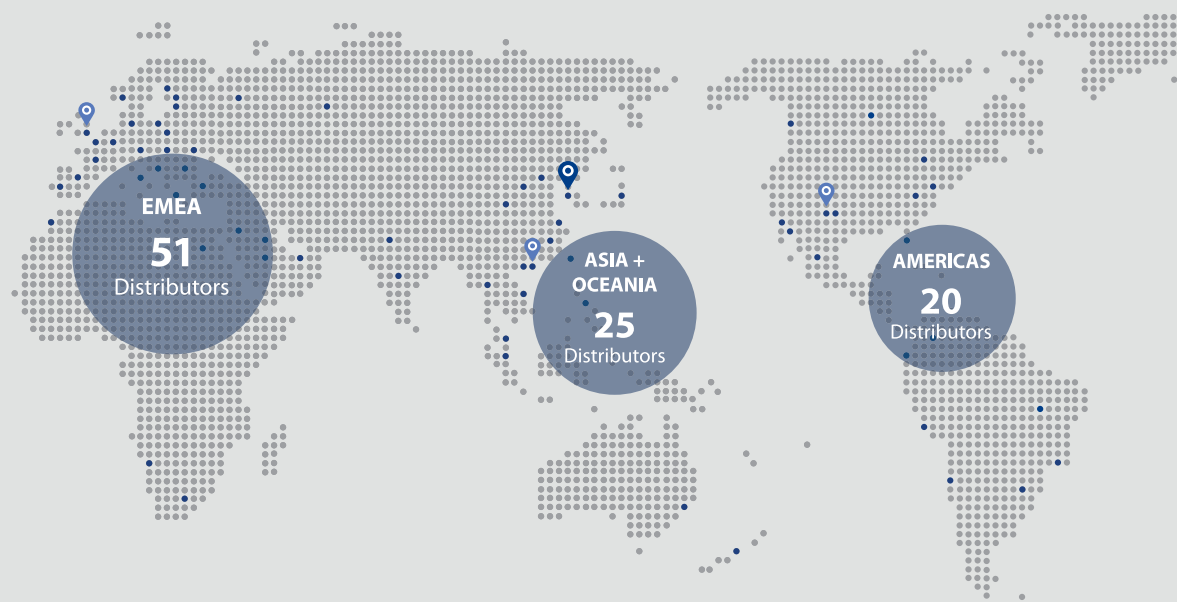 EMEA
51
Distributors
ASIA +
OCEANIA
25
Distributors
AMERICAS
20
Distributors